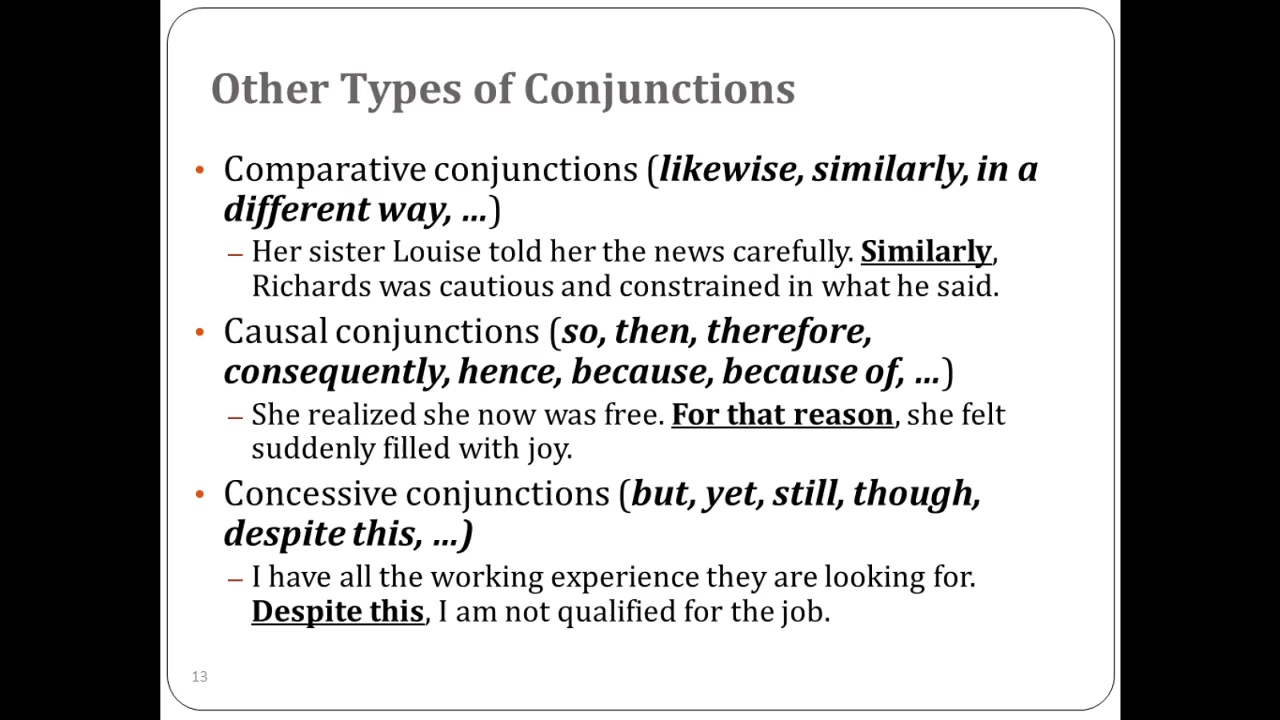 Other Types of Conjunctions
• Comparative conjunctions (likewise, similarly, in a
different way, ...)
– Her sister Louise told her the news carefully. Similarly,
Richards was cautious and constrained in what he said.
• Causal conjunctions (so, then, therefore,
consequently, hence, because, because of, ...)
– She realized she now was free. For that reason, she felt
suddenly filled with joy.
• Concessive conjunctions (but, yet, still, though,
despite this, ...)
– I have all the working experience they are looking for.
Despite this, I am not qualified for the job.
13